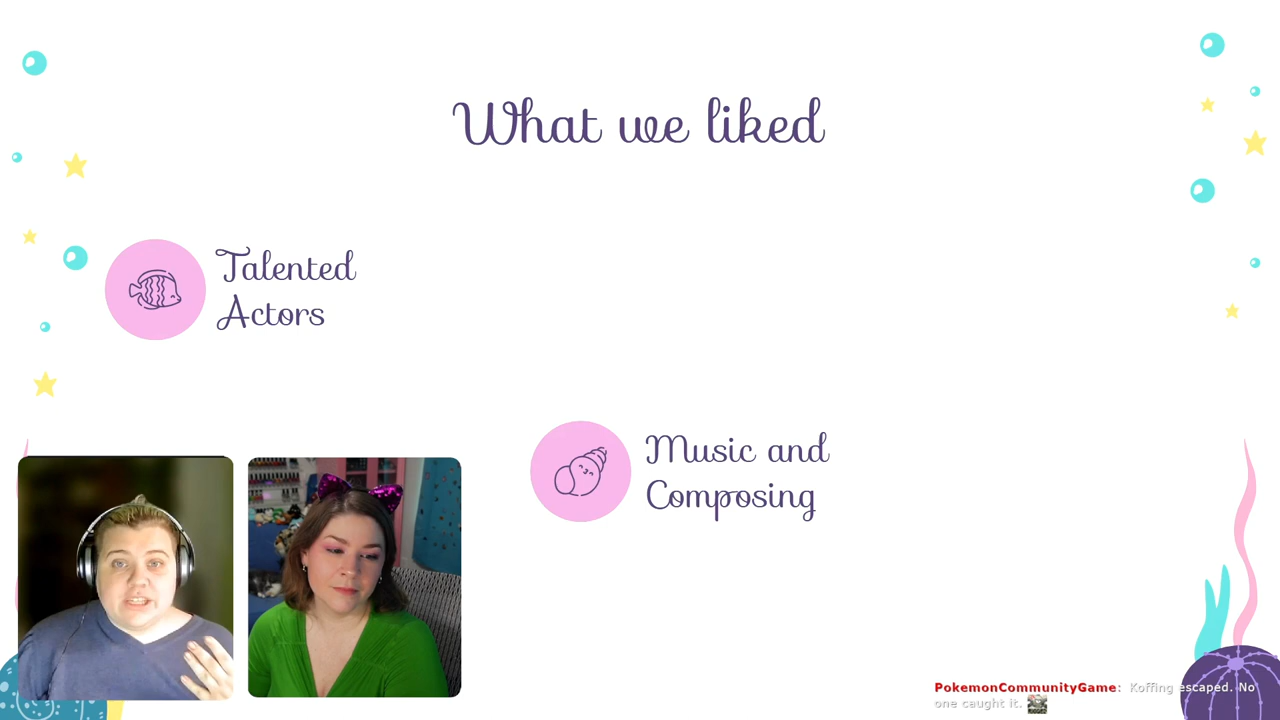 What we liked
Talented
Actors
Music and
Composing
PokemonCommunityGame: Koffing escaped. No
one caught it.